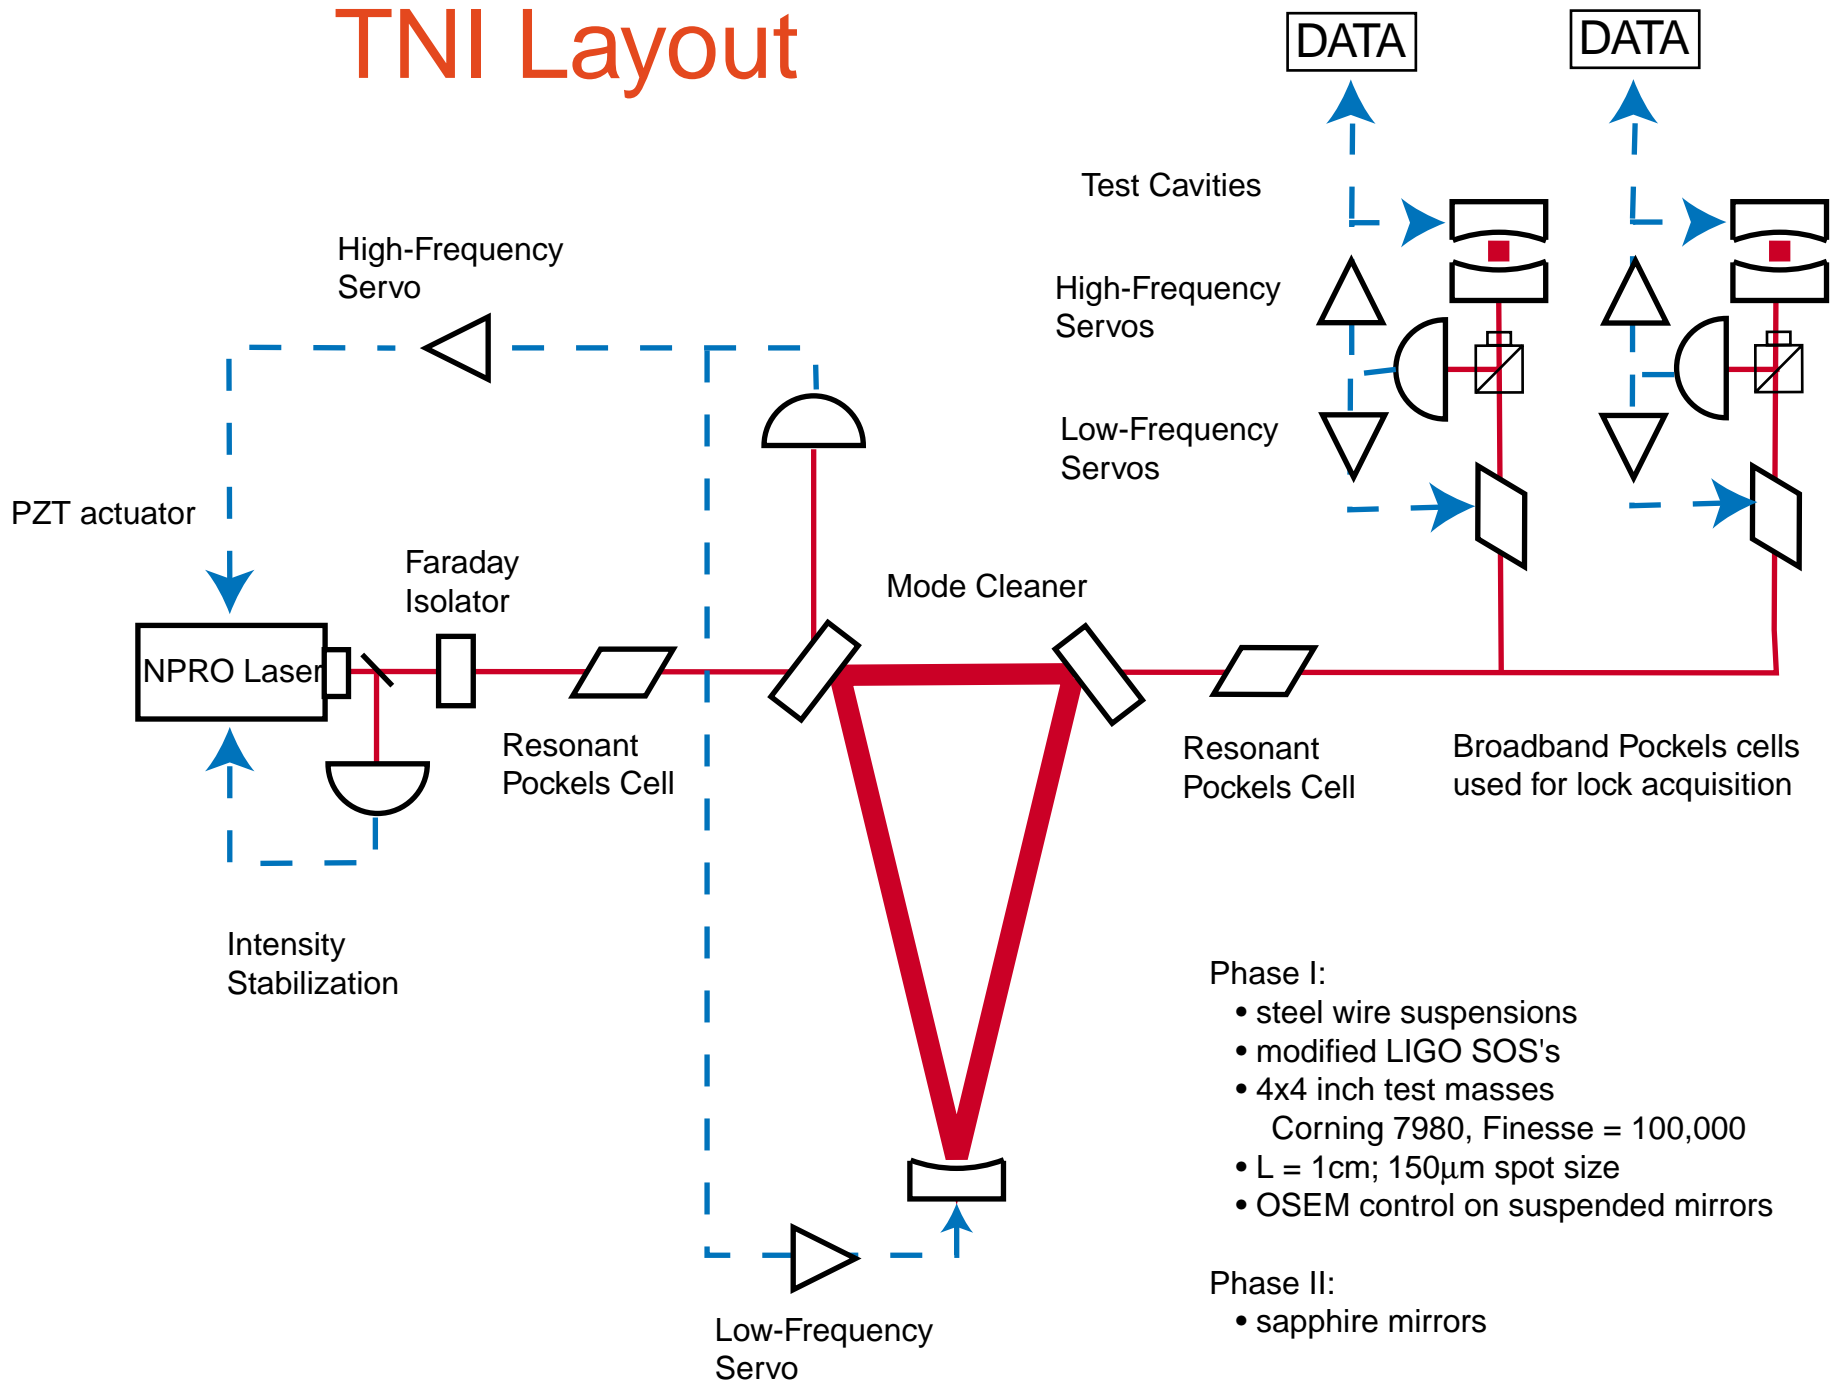 TNI Layout
DATA
DATA
Test Cavities
High-Frequency
Servo
High-Frequency
Servos
Low-Frequency
Servos
PZT actuator
Faraday
Isolator
Mode Cleaner
NPRO Laser
Resonant
Pockels Cell
Resonant
Pockels Cell
Broadband Pockels cells
used for lock acquisition
Intensity
Stabilization
Phase I:
• steel wire suspensions
• modified LIGO SOS's
• 4x4 inch test masses
Corning 7980, Finesse = 100,000
• L = 1cm; 150μm spot size
• OSEM control on suspended mirrors
Phase II:
• sapphire mirrors
Low-Frequency
Servo